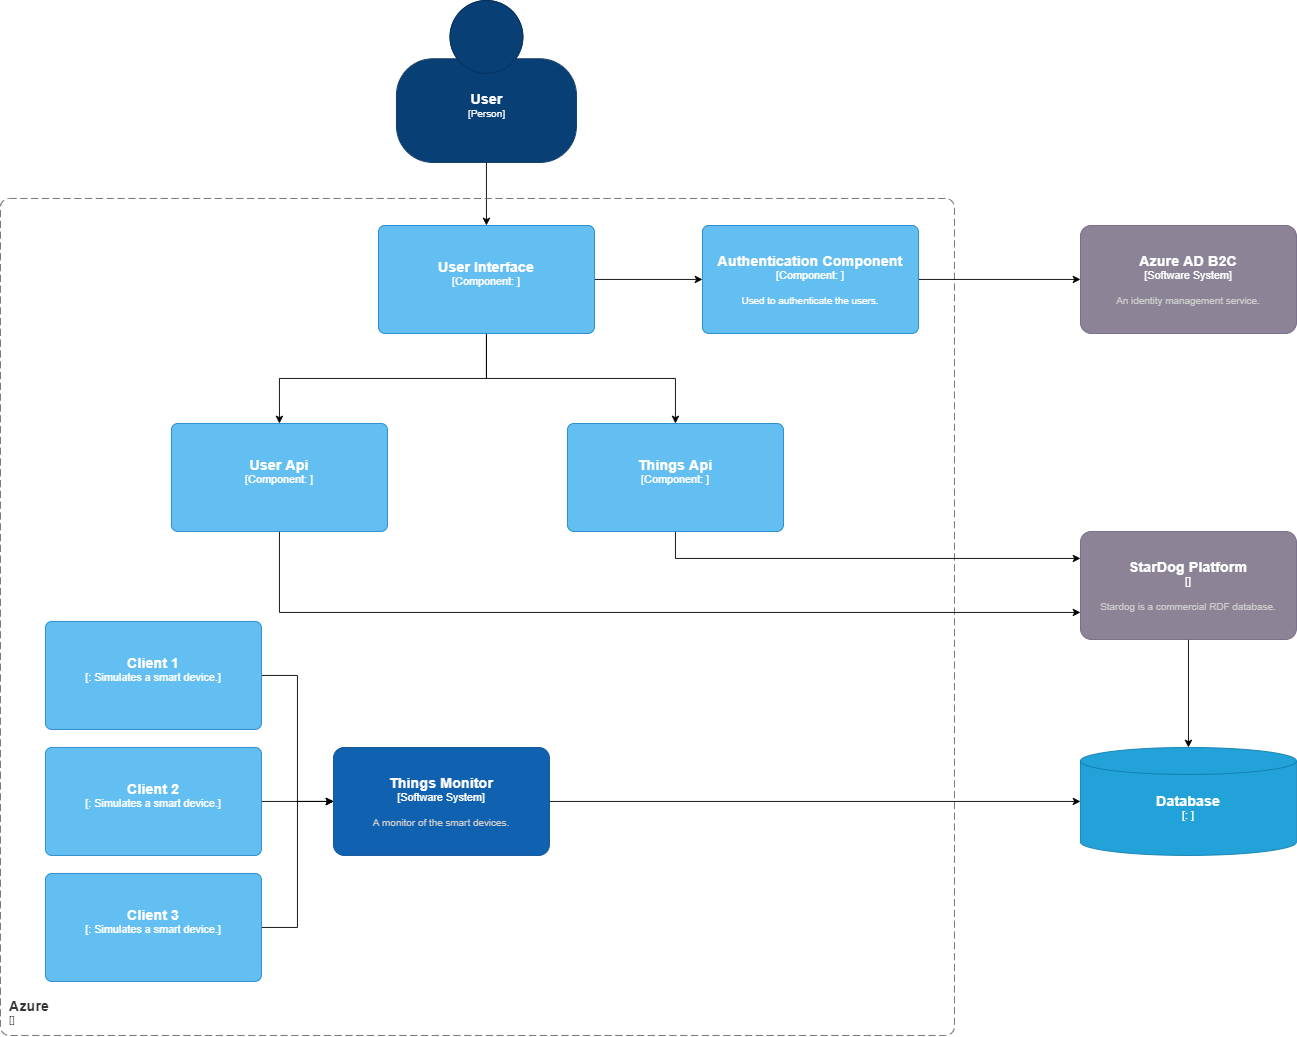 User
[Person]
User Interface
[Component: ]
Authentication Component
[Component: ]
Used to authenticate the users.
Azure AD B2C
[Software System]
An identity management service.
User Api
[Component: ]
Things Api
[Component: ]
StarDog Platform
[]
Stardog is a commercial RDF database.
Client 1
[: Simulates a smart device.]
Client 2
[: Simulates a smart device.]
Things Monitor
[Software System]
A monitor of the smart devices.
Database
[: ]
Client 3
[: Simulates a smart device.]
Azure
[]